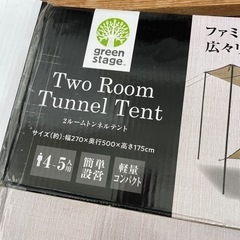 green
stage™
Two Room
Tunnel Tent
2ルームトンネルテント
サイズ(約):幅270×奥行500×高さ175cm
4~5人用
簡単
設営
軽量
コンパクト
ファミ
広々リ